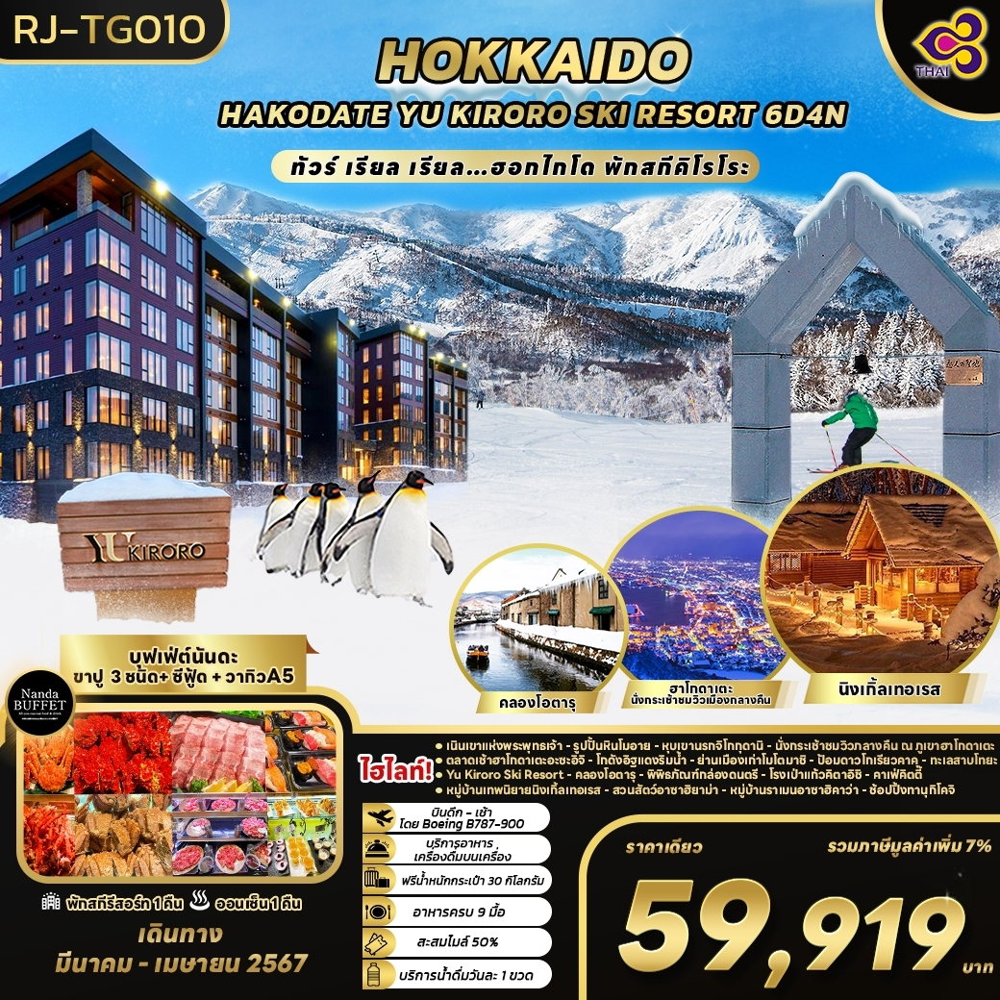 RJ-TG010
THAI
HOKKAIDO
HAKODATE YU KIRORO SKI RESORT 6D4N
ทัวร์ เรียล เรียล...ฮอกไกโด พักสกีคิโรโระ
YU KIRORO
บุฟเฟ่ต์นันดะ
ขาปู 3 ชนิด+ ซีฟู้ด + วากิวA5
Nanda
BUFFET
คลองโอตารุ
ฮาโกดาเตะ
นั่งกระเช้าชมวิวเมืองกลางคืน
นิงเกิ้ลเทอเรส
ไฮไลท์!
• เนินเขาแห่งพระพุทธเจ้า - รูปปั้นหินโมอาย - หุบเขานรกจิโกกุดานิ - นั่งกระเช้าชมวิวกลางคืน ณ ภูเขาฮาโกดาเตะ
• ตลาดเช้าฮาโกดาเตะอะซะอิริ - โกดังอิฐแดงริมน้ำ - ย่านเมืองเก่าโมโตมาชิ - ป้อมดาวโกเรียวคาคุ - ทะเลสาบโทยะ
• Yu Kiroro Ski Resort - คลองโอตารุ - พิพิธภัณฑ์กล่องดนตรี - โรงเป่าแก้วคิตาอิชิ - คาเฟ่คิตตี้
• หมู่บ้านเทพนิยายนิงเกิ้ลเทอเรส - สวนสัตว์อาซาฮิยาม่า - หมู่บ้านราเมนอาซาฮิคาว่า - ช้อปปิ้งทานุกิโคจิ
บินดึก - เช้า
โดย Boeing B787-900
บริการอาหาร ,
เครื่องดื่มบนเครื่อง
ฟรีน้ำหนักกระเป๋า 30 กิโลกรัม
อาหารครบ 9 มื้อ
สะสมไมล์ 50%
บริการน้ำดื่มวันละ 1 ขวด
พักสกีรีสอร์ท 1 คืน ออนเซ็น 1 คืน
เดินทาง
มีนาคม - เมษายน 2567
ราคาเดียว
รวมภาษีมูลค่าเพิ่ม 7%
59,919
บาท